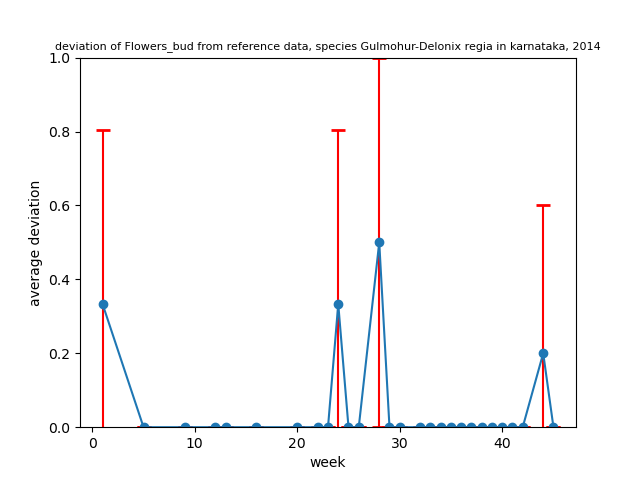 deviation of Flowers_bud from reference data, species Gulmohur-Delonix regia in karnataka, 2014
1.0
0.8
0.6
0.4
0.2
0.0
average deviation
0 10 20 30 40
week